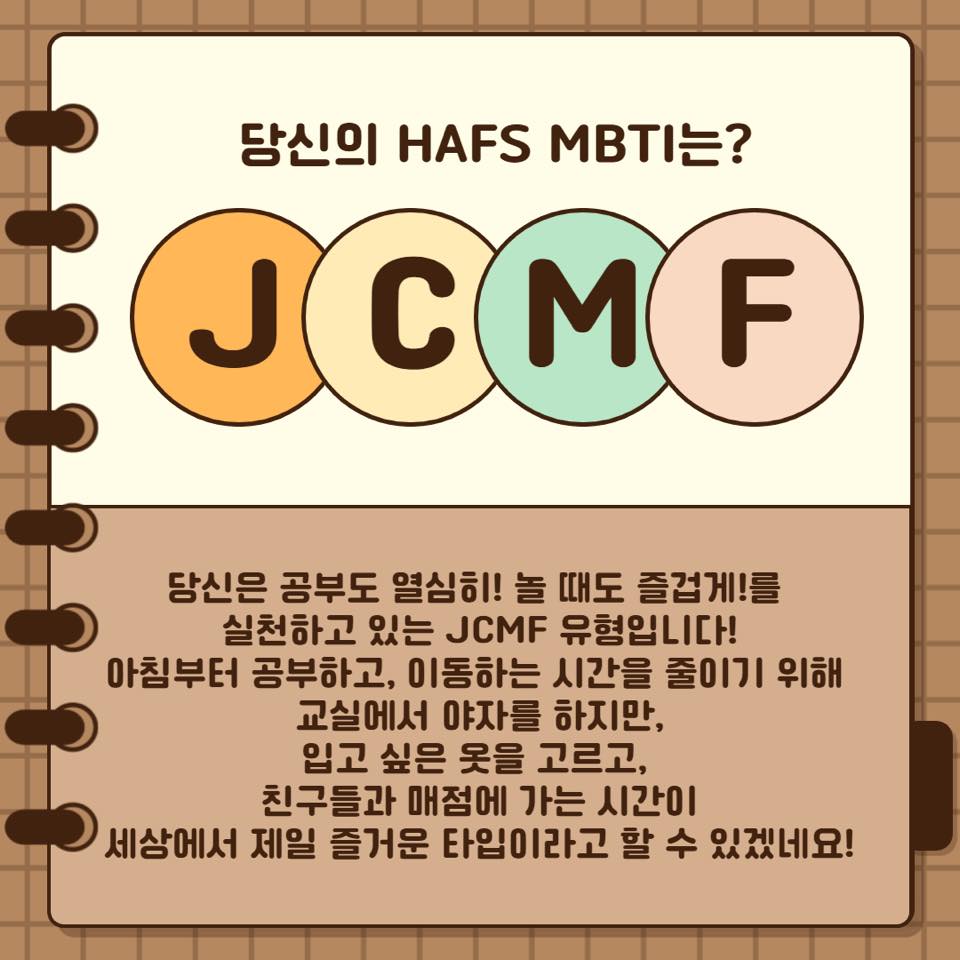 당신의 HAFS MBTI는?
JCMF
당신은 공부도 열심히! 놀 때도 즐겁게!를
실천하고 있는 JCMF 유형입니다!
아침부터 공부하고, 이동하는 시간을 줄이기 위해
교실에서 야자를 하지만,
입고 싶은 옷을 고르고,
친구들과 매점에 가는 시간이
세상에서 제일 즐거운 타입이라고 할 수 있겠네요!